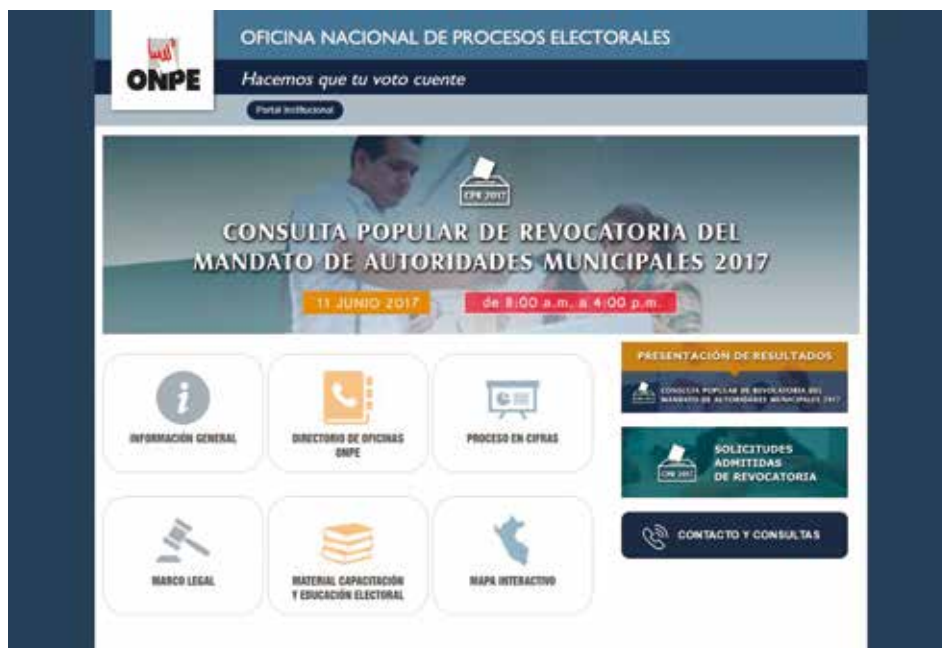 ONPE
OFICINA NACIONAL DE PROCESOS ELECTORALES
Hacemos que tu voto cuente
Portal Institucional
CPR 2017
CONSULTA POPULAR DE REVOCATORIA DEL
MANDATO DE AUTORIDADES MUNICIPALES 2017
11 JUNIO 2017
de 8:00 a.m. a 4:00 p.m.
INFORMACIÓN GENERAL
DIRECTORIO DE OFICINAS
ONPE
PROCESO EN CIFRAS
MARCO LEGAL
MATERIAL CAPACITACIÓN
Y EDUCACIÓN ELECTORAL
MAPA INTERACTIVO
PRESENTACIÓN DE RESULTADOS
CONSULTA POPULAR DE REVOCATORIA DEL
MANDATO DE AUTORIDADES MUNICIPALES 2017
CPR 2017
SOLICITUDES
ADMITIDAS
DE REVOCATORIA
CONTACTO Y CONSULTAS